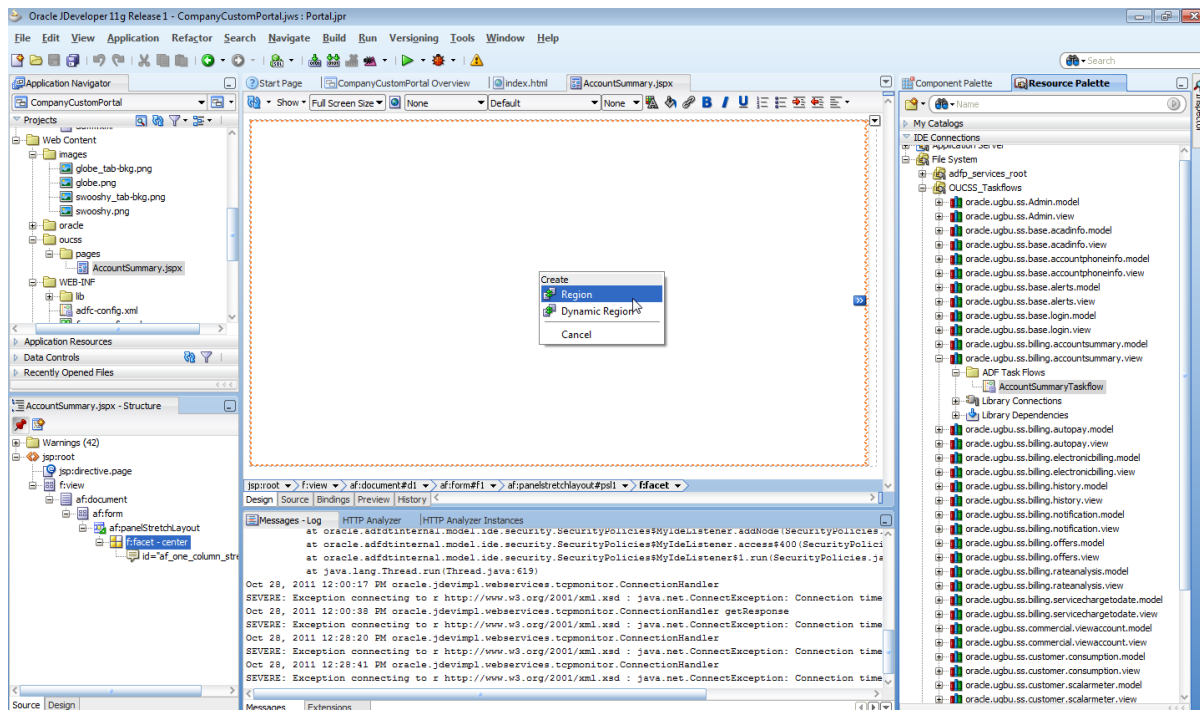 Oracle JDeveloper 11g Release 1 - CompanyCustomPortal.jws : Portal.jpr
File Edit View Application Refactor Search Navigate Build Run Versioning Tools Window Help
Search
Application Navigator
CompanyCustomPortal
Projects
Web Content
images
globe_tab-bkg.png
globe.png
swooshy_tab-bkg.png
swooshy.png
oracle
oucss
pages
AccountSummary.jspx
WEB-INF
lib
adfc-config.xml
Application Resources
Data Controls
Recently Opened Files
AccountSummary.jspx - Structure
Warnings (42)
jsp:root
jsp:directive.page
f:view
af:document
af:form
af:panelStretchLayout
f:facet - center
id="af_one_column_stre
Source Design
Start Page CompanyCustomPortal Overview index.html AccountSummary.jspx
Show Full Screen Size None Default None B I U
Create
Region
Dynamic Region
Cancel
jsp:root f:view af:document#d1 af:form#f1 af:panelstretchlayout#psl1 f:facet
Design Source Bindings Preview History
Messages - Log HTTP Analyzer HTTP Analyzer Instances
at oracle.adfdtinternal.model.ide.security.SecurityPolicies$MyIdeListener.addNode(SecurityPolicies.
at oracle.adfdtinternal.model.ide.security.SecurityPolicies$MyIdeListener.access$400(SecurityPolici
at oracle.adfdtinternal.model.ide.security.SecurityPolicies$MyIdeListener$1.run(SecurityPolicies.ja
at java.lang.Thread.run(Thread.java:619)
Oct 28, 2011 12:00:17 PM oracle.jdevimpl.webservices.tcpmonitor.ConnectionHandler
SEVERE: Exception connecting to r http://www.w3.org/2001/xml.xsd : java.net.ConnectException: Connection time
Oct 28, 2011 12:00:38 PM oracle.jdevimpl.webservices.tcpmonitor.ConnectionHandler getResponse
SEVERE: Exception connecting to r http://www.w3.org/2001/xml.xsd : java.net.ConnectException: Connection time
Oct 28, 2011 12:28:20 PM oracle.jdevimpl.webservices.tcpmonitor.ConnectionHandler
SEVERE: Exception connecting to r http://www.w3.org/2001/xml.xsd : java.net.ConnectException: Connection time
Oct 28, 2011 12:28:41 PM oracle.jdevimpl.webservices.tcpmonitor.ConnectionHandler
SEVERE: Exception connecting to r http://www.w3.org/2001/xml.xsd : java.net.ConnectException: Connection time
Messages Extensions
Component Palette Resource Palette
Name
My Catalogs
IDE Connections
Application Server
File System
adfp_services_root
OUCSS_Taskflows
oracle.ugbu.ss.Admin.model
oracle.ugbu.ss.Admin.view
oracle.ugbu.ss.base.acadinfo.model
oracle.ugbu.ss.base.acadinfo.view
oracle.ugbu.ss.base.accountphoneinfo.model
oracle.ugbu.ss.base.accountphoneinfo.view
oracle.ugbu.ss.base.alerts.model
oracle.ugbu.ss.base.alerts.view
oracle.ugbu.ss.base.login.model
oracle.ugbu.ss.base.login.view
oracle.ugbu.ss.billing.accountsummary.model
oracle.ugbu.ss.billing.accountsummary.view
ADF Task Flows
AccountSummaryTaskflow
Library Connections
Library Dependencies
oracle.ugbu.ss.billing.autopay.model
oracle.ugbu.ss.billing.autopay.view
oracle.ugbu.ss.billing.electronicbilling.model
oracle.ugbu.ss.billing.electronicbilling.view
oracle.ugbu.ss.billing.history.model
oracle.ugbu.ss.billing.history.view
oracle.ugbu.ss.billing.notification.model
oracle.ugbu.ss.billing.notification.view
oracle.ugbu.ss.billing.offers.model
oracle.ugbu.ss.billing.offers.view
oracle.ugbu.ss.billing.rateanalysis.model
oracle.ugbu.ss.billing.rateanalysis.view
oracle.ugbu.ss.billing.servicechargetodate.model
oracle.ugbu.ss.billing.servicechargetodate.view
oracle.ugbu.ss.commercial.viewaccount.model
oracle.ugbu.ss.commercial.viewaccount.view
oracle.ugbu.ss.customer.consumption.model
oracle.ugbu.ss.customer.consumption.view
oracle.ugbu.ss.customer.scalarmeter.model
oracle.ugbu.ss.customer.scalarmeter.view